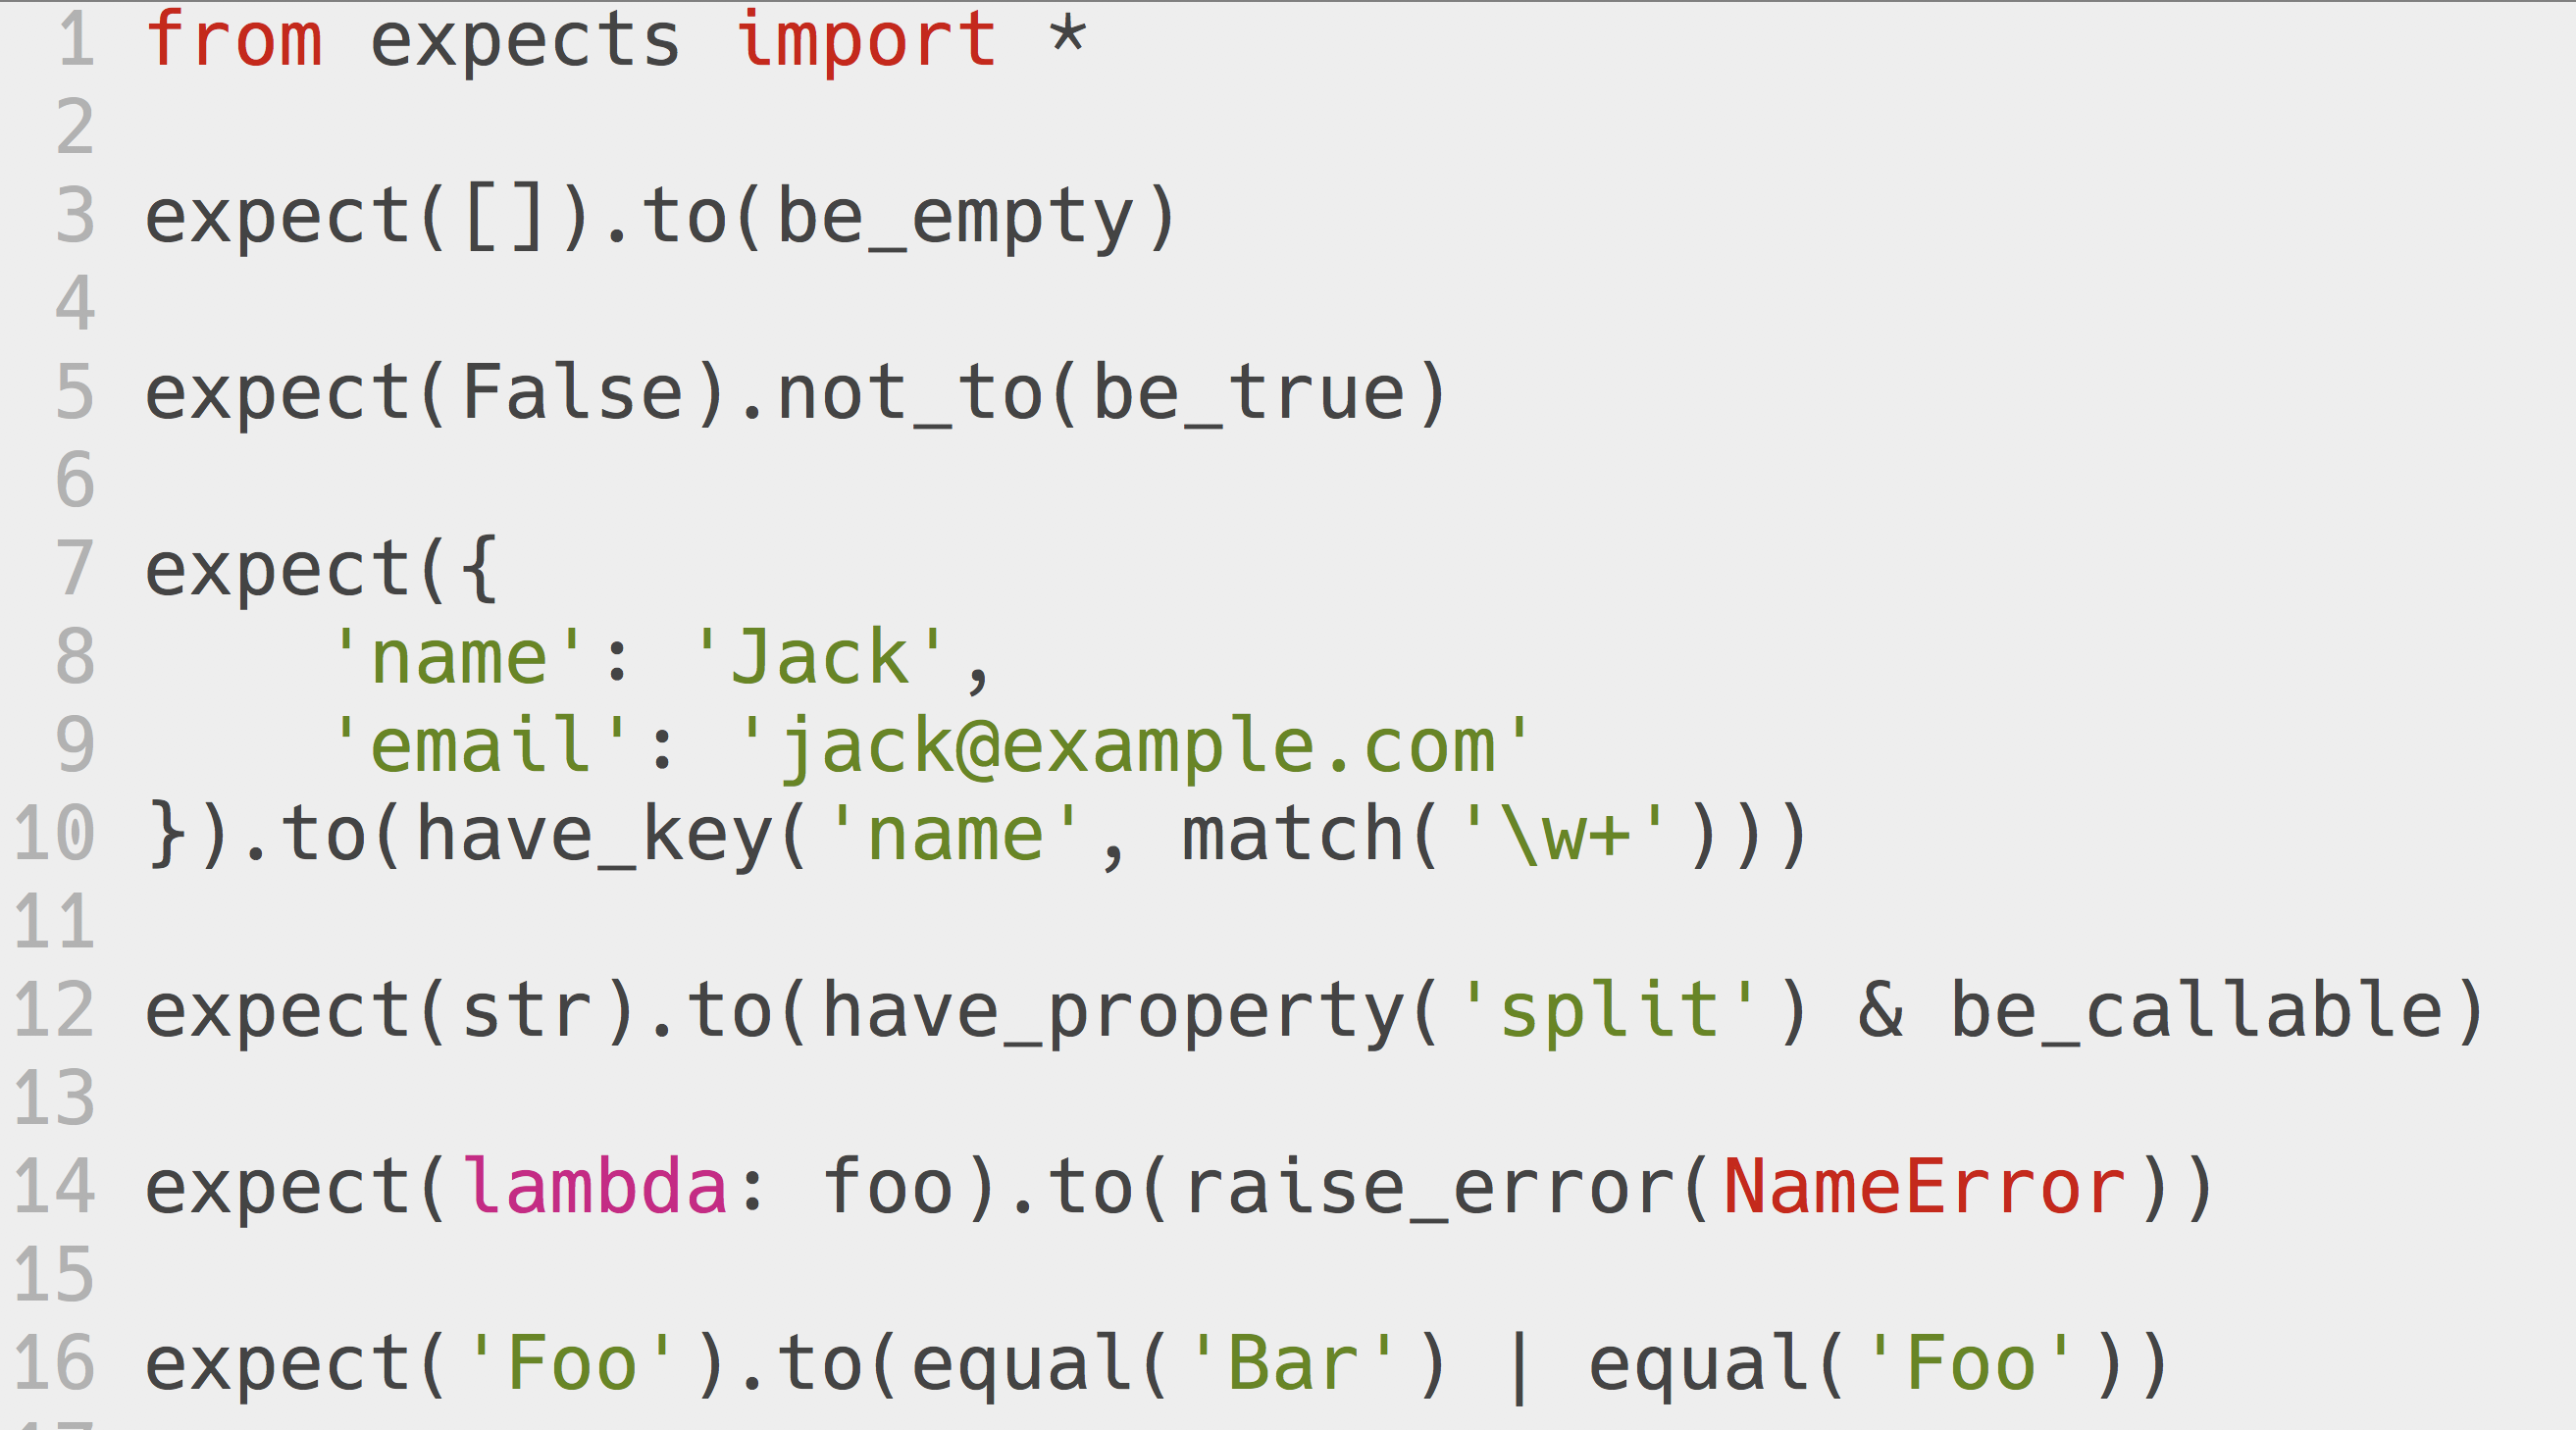 1 from expects import *
2
3 expect([]).to(be_empty)
4
5 expect(False).not_to(be_true)
6
7 expect({
8     'name': 'Jack',
9     'email': 'jack@example.com'
10 }).to(have_key('name', match('\w+')))
11
12 expect(str).to(have_property('split') & be_callable)
13
14 expect(lambda: foo).to(raise_error(NameError))
15
16 expect('Foo').to(equal('Bar') | equal('Foo'))